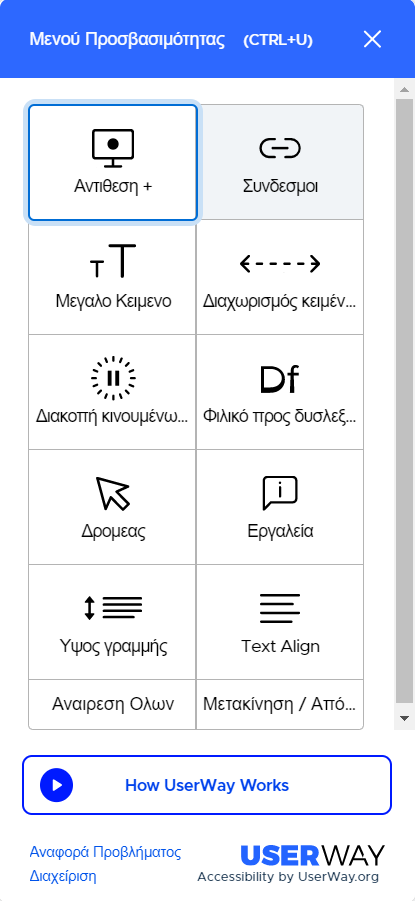 Μενού Προσβασιμότητας (CTRL+U)
Αντιθεση +
Συνδεσμοι
Μεγαλο Κειμενο
Διαχωρισμός κειμέν...
Διακοπή κινουμένω...
Df
Φιλικό προς δυσλεξ...
Δρομεας
Εργαλεία
Υψος γραμμής
Text Align
Αναιρεση Ολων
Μετακίνηση / Από...
How UserWay Works
Αναφορά Προβλήματος
Διαχείριση
USERWAY
Accessibility by UserWay.org